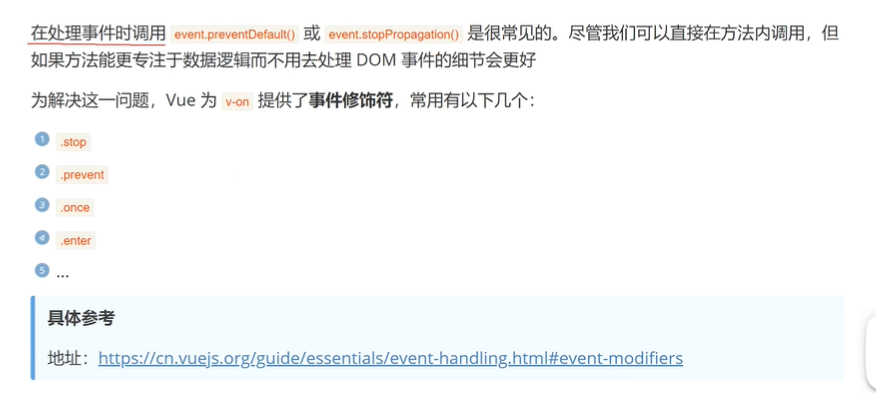 在处理事件时调用 event.preventDefault() 或 event.stopPropagation() 是很常见的。尽管我们可以直接在方法内调用，但
如果方法能更专注于数据逻辑而不用去处理 DOM 事件的细节会更好
为解决这一问题，Vue 为 v-on 提供了事件修饰符，常用有以下几个：
1 .stop
2 .prevent
3 .once
4 .enter
5 ...
具体参考
地址：https://cn.vuejs.org/guide/essentials/event-handling.html#event-modifiers